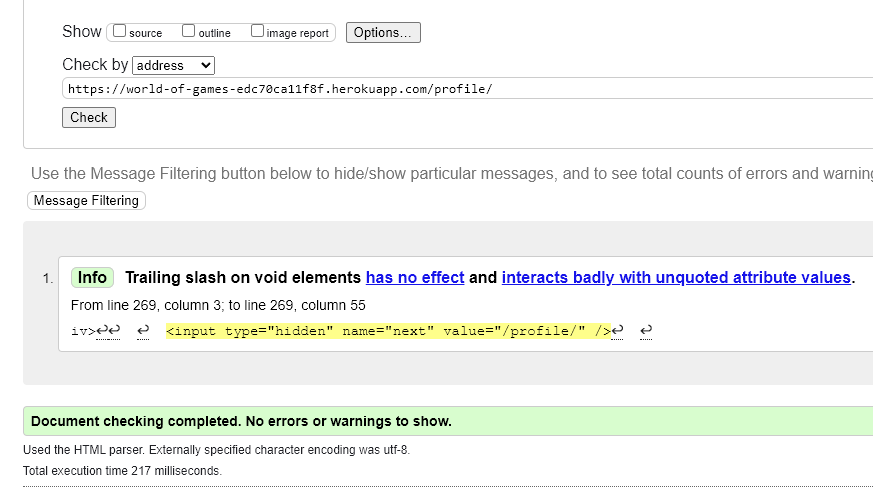 Show source outline image report Options...
Check by address
https://world-of-games-edc70ca11f8f.herokuapp.com/profile/
Check
Use the Message Filtering button below to hide/show particular messages, and to see total counts of errors and
Message Filtering
1. Info Trailing slash on void elements has no effect and interacts badly with unquoted attribute values.
From line 269, column 3; to line 269, column 55
iv>↩↩ ↩ <input type="hidden" name="next" value="/profile/" />↩ ↩
Document checking completed. No errors or warnings to show.
Used the HTML parser. Externally specified character encoding was utf-8.
Total execution time 217 milliseconds.